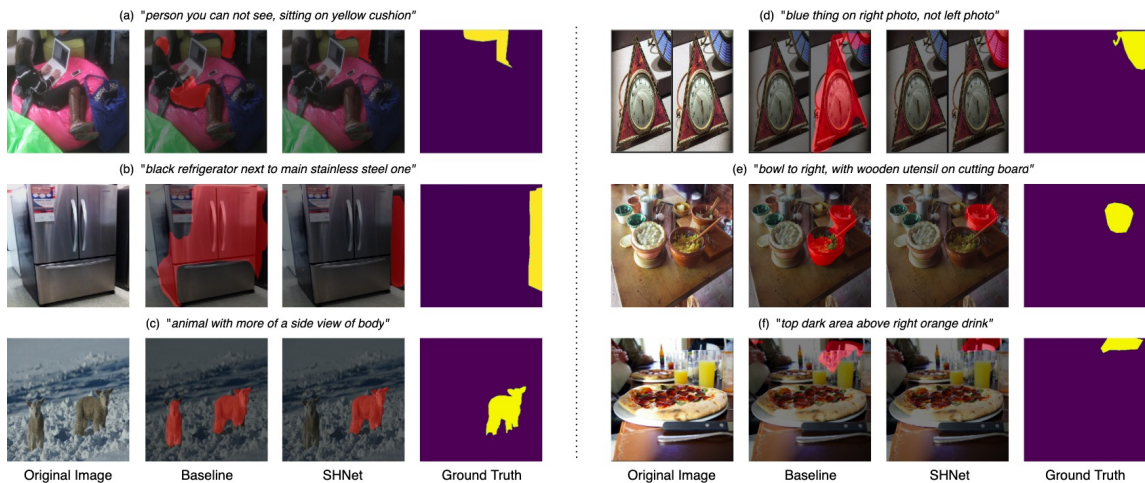 (a) "person you can not see, sitting on yellow cushion"
(b) "black refrigerator next to main stainless steel one"
(c) "animal with more of a side view of body"
Original Image Baseline SHNet Ground Truth
(d) "blue thing on right photo, not left photo"
(e) "bowl to right, with wooden utensil on cutting board"
(f) "top dark area above right orange drink"
Original Image Baseline SHNet Ground Truth